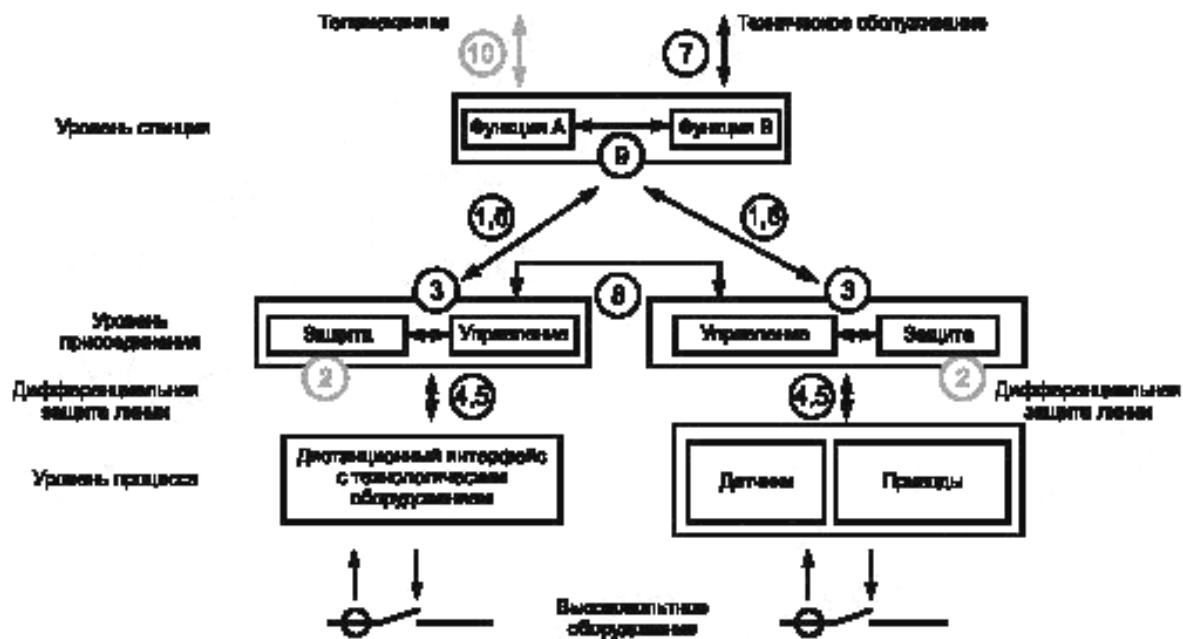 Телемеханика
Техническое обслуживание
10
7
Уровень станции
Функция А
Функция В
9
1,6
1,6
3
8
3
Уровень
присоединения
Защита
Управление
Управление
Защита
2
2
Дифференциальная
защита линии
4,5
4,5
Дифференциальная
защита линии
Уровень процесса
Дистанционный интерфейс
с технологическим
оборудованием
Датчики
Приводы
Высоковольтное
оборудование